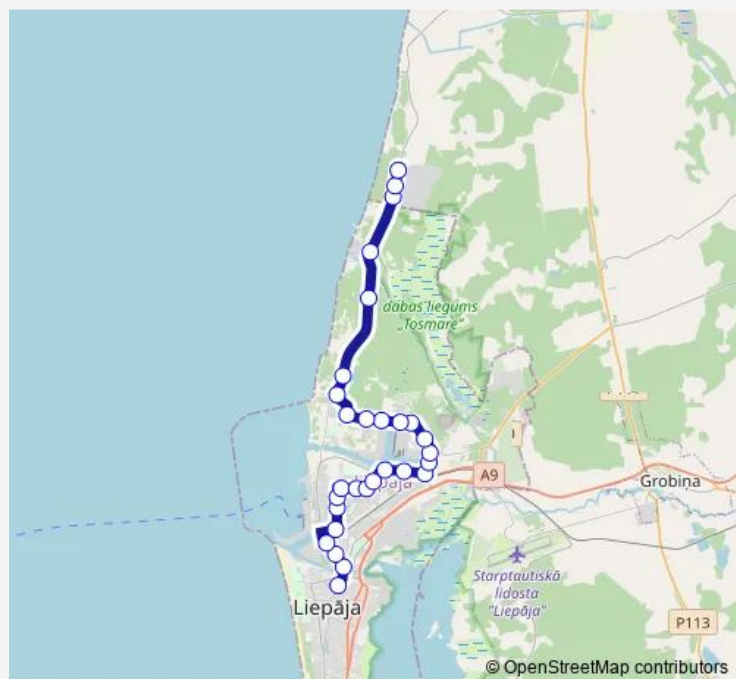 dabas liegums
„Tosmare"
A9
Grobiņa
Starptautiskā
lidosta
"Liepāja"
P113
Liepāja
© OpenStreetMap contributors